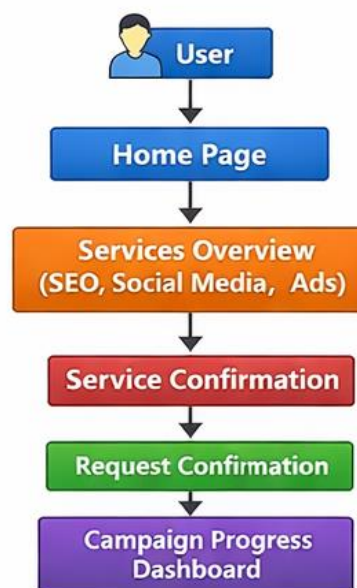 User
Home Page
Services Overview
(SEO, Social Media, Ads)
Service Confirmation
Request Confirmation
Campaign Progress
Dashboard